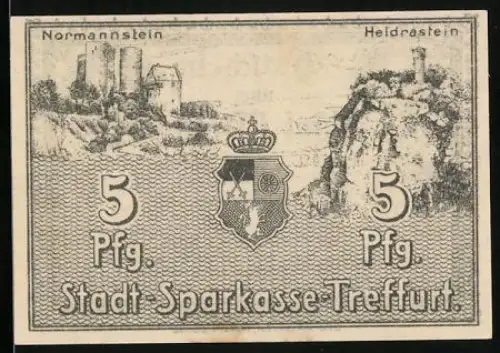 Normannstein Heldrastein
5 5
Pfg. Pfg.
Stadt-Sparkasse-Treffurt.